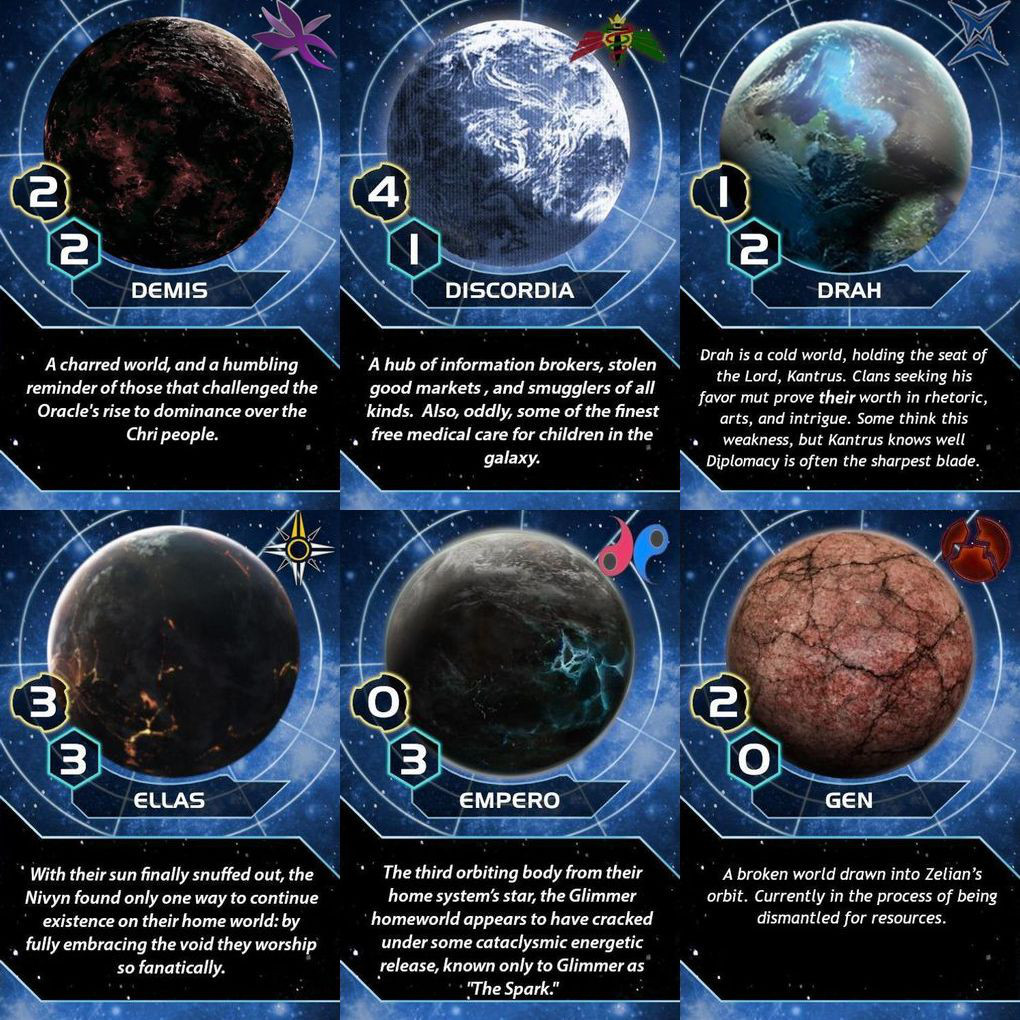 2
2
DEMIS
A charred world, and a humbling
reminder of those that challenged the
Oracle's rise to dominance over the
Chri people.
4
1
DISCORDIA
A hub of information brokers, stolen
good markets , and smugglers of all
kinds. Also, oddly, some of the finest
free medical care for children in the
galaxy.
1
2
DRAH
Drah is a cold world, holding the seat of
the Lord, Kantrus. Clans seeking his
favor mut prove their worth in rhetoric,
arts, and intrigue. Some think this
weakness, but Kantrus knows well
Diplomacy is often the sharpest blade.
3
3
ELLAS
With their sun finally snuffed out, the
Nivyn found only one way to continue
existence on their home world: by
fully embracing the void they worship
so fanatically.
0
3
EMPERO
The third orbiting body from their
home system's star, the Glimmer
homeworld appears to have cracked
under some cataclysmic energetic
release, known only to Glimmer as
"The Spark."
2
0
GEN
A broken world drawn into Zelian's
orbit. Currently in the process of being
dismantled for resources.